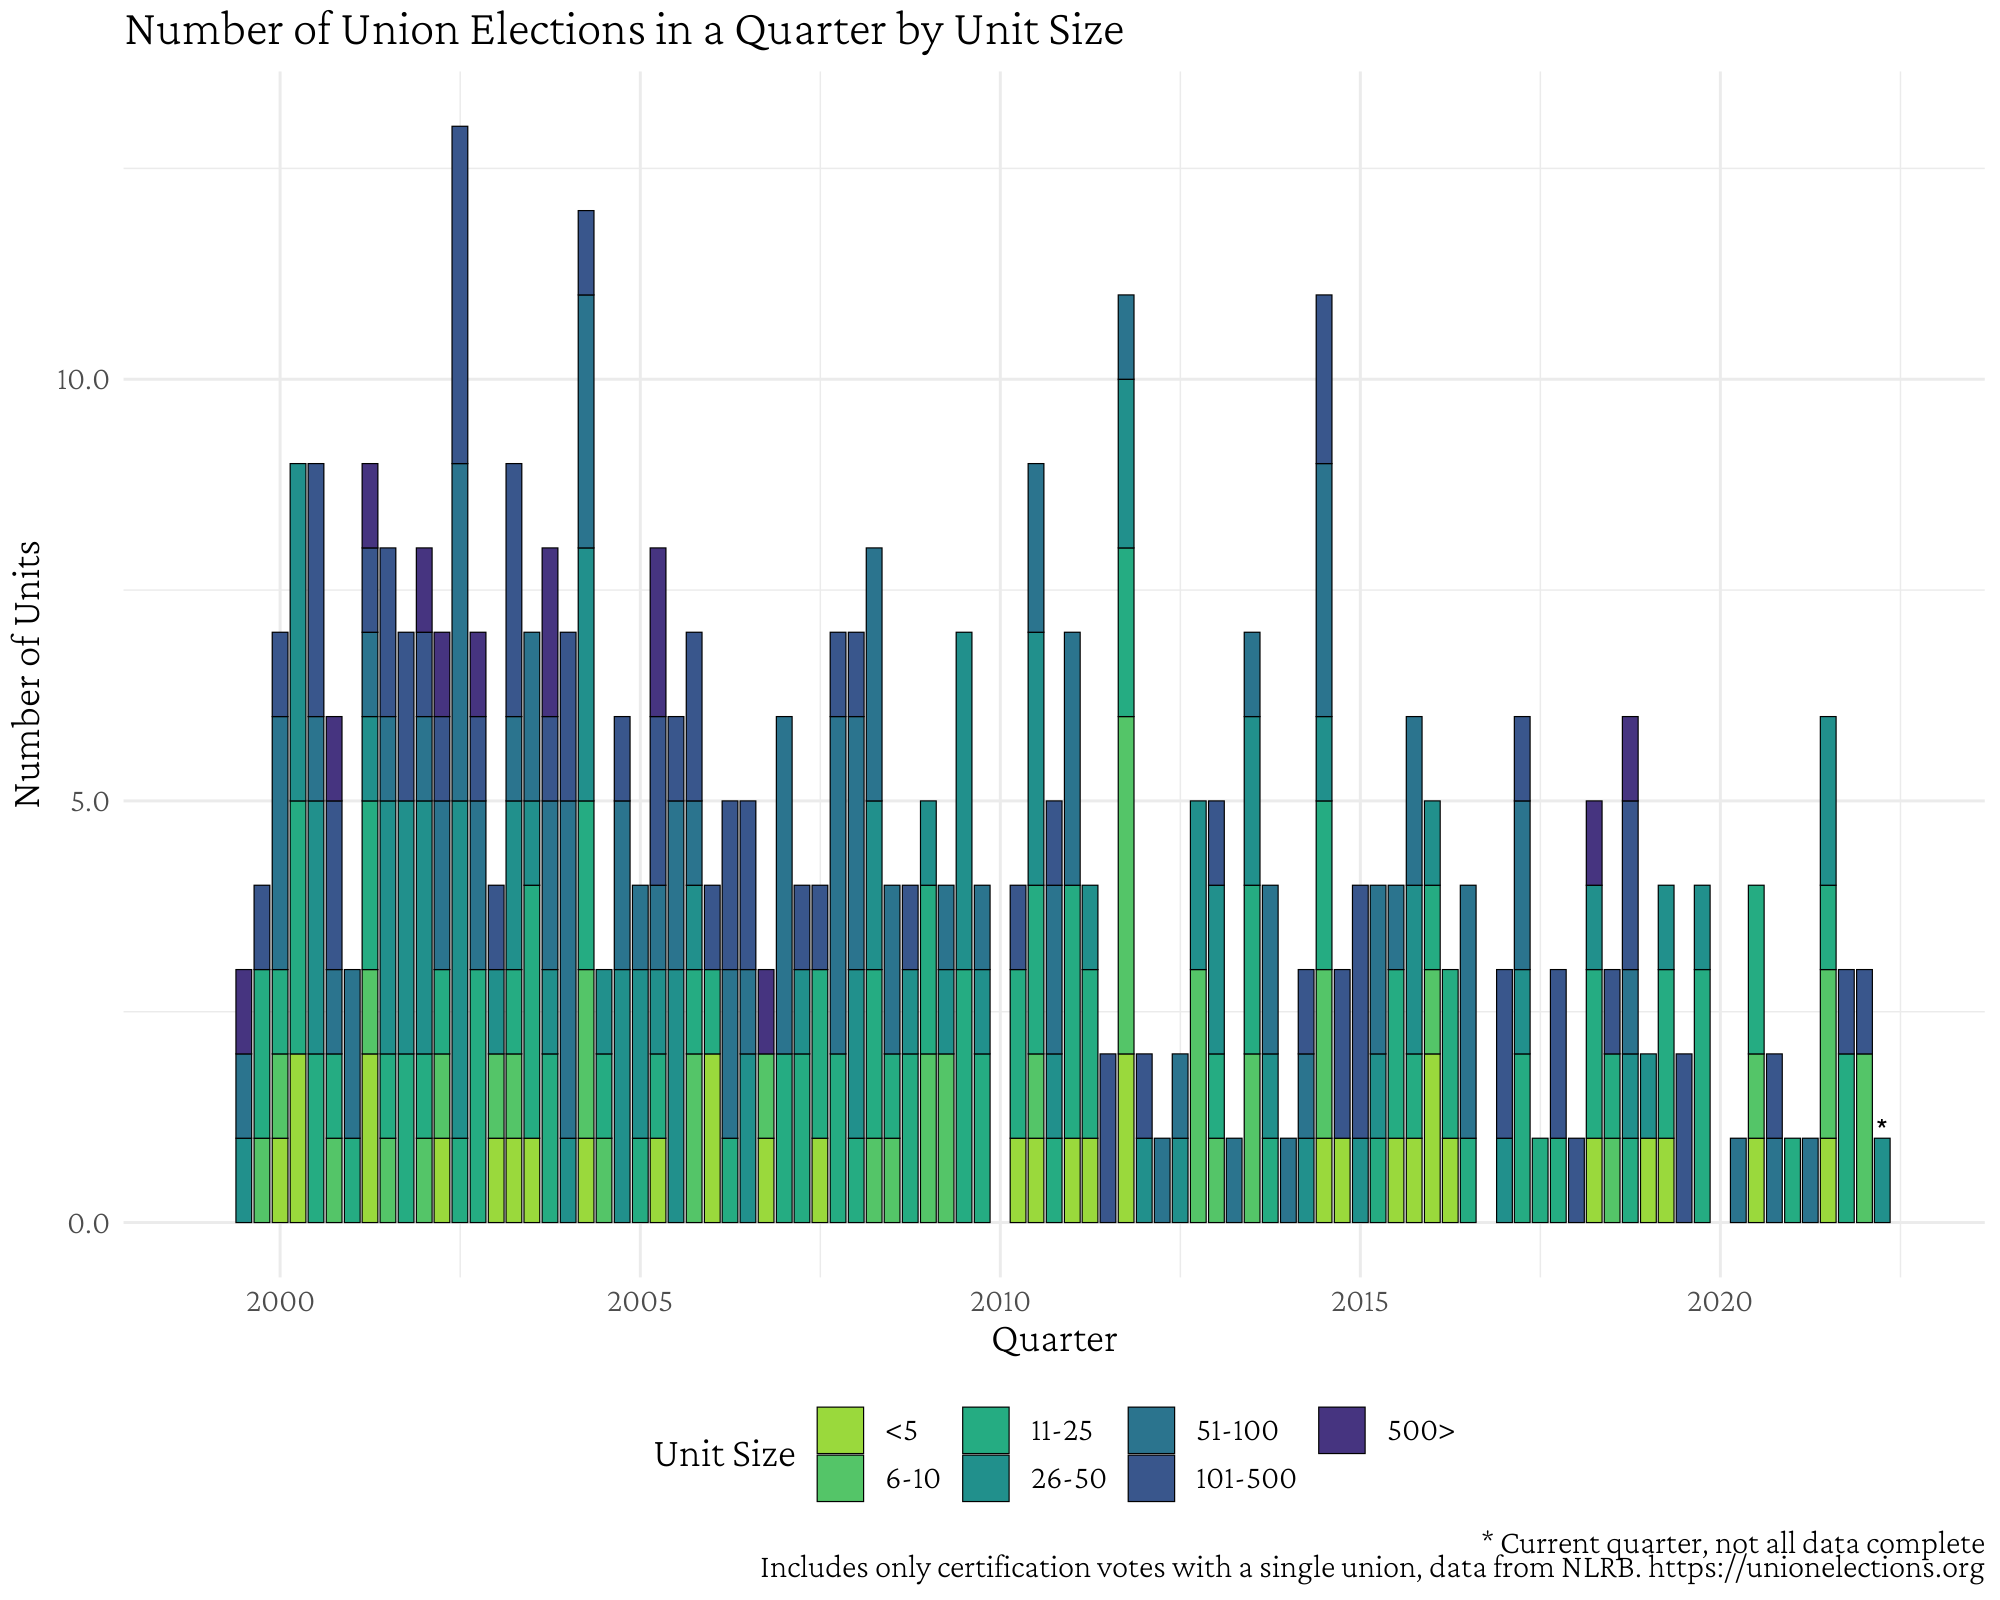 Number of Union Elections in a Quarter by Unit Size
Number of Units
10.0
5.0
0.0
*
2000 2005 2010 2015 2020
Quarter
Unit Size
<5 11-25 51-100 500>
6-10 26-50 101-500
* Current quarter, not all data complete
Includes only certification votes with a single union, data from NLRB. https://unionelections.org